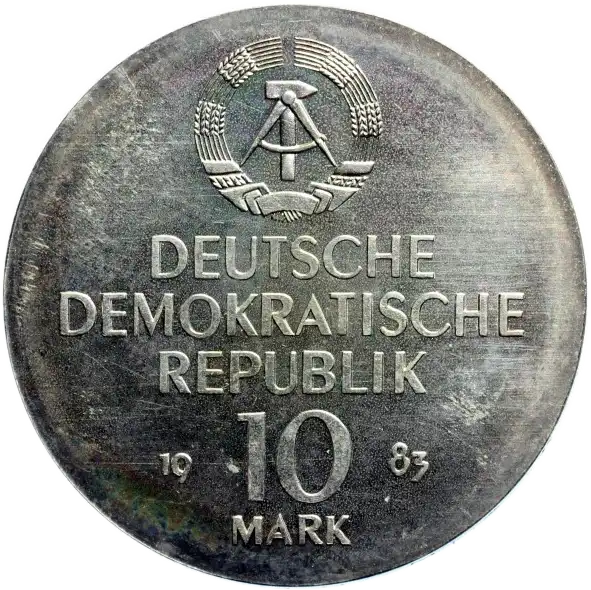 DEUTSCHE
DEMOKRATISCHE
REPUBLIK
19 10 83
MARK